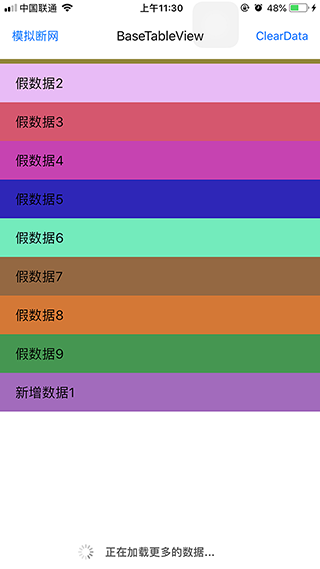 中国联通 上午11:30 48%
模拟断网 BaseTableView ClearData
假数据2
假数据3
假数据4
假数据5
假数据6
假数据7
假数据8
假数据9
新增数据1
正在加载更多的数据...